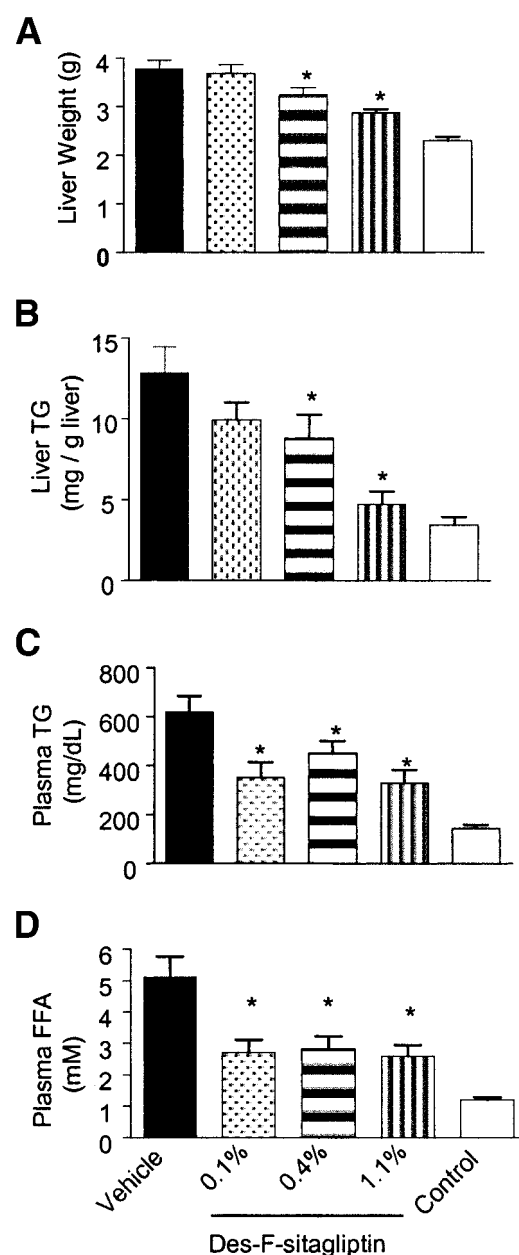 A
Liver Weight (g)
4
3
2
1
0
*
*
B
Liver TG
(mg / g liver)
15
10
5
0
*
*
C
Plasma TG
(mg/dL)
800
600
400
200
0
*
*
*
D
Plasma FFA
(mM)
6
5
4
3
2
1
0
*
*
*
Vehicle
0.1%
0.4%
1.1%
Control
Des-F-sitagliptin